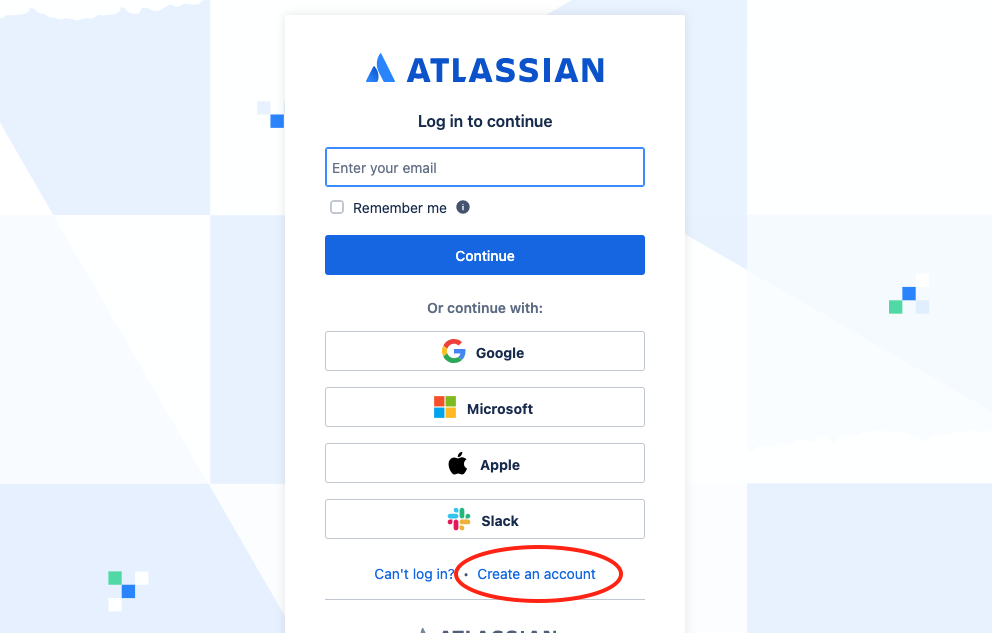 ATLASSIAN
Log in to continue
Enter your email
Remember me
Continue
Or continue with:
Google
Microsoft
Apple
Slack
Can't log in? • Create an account
ATLASSIAN